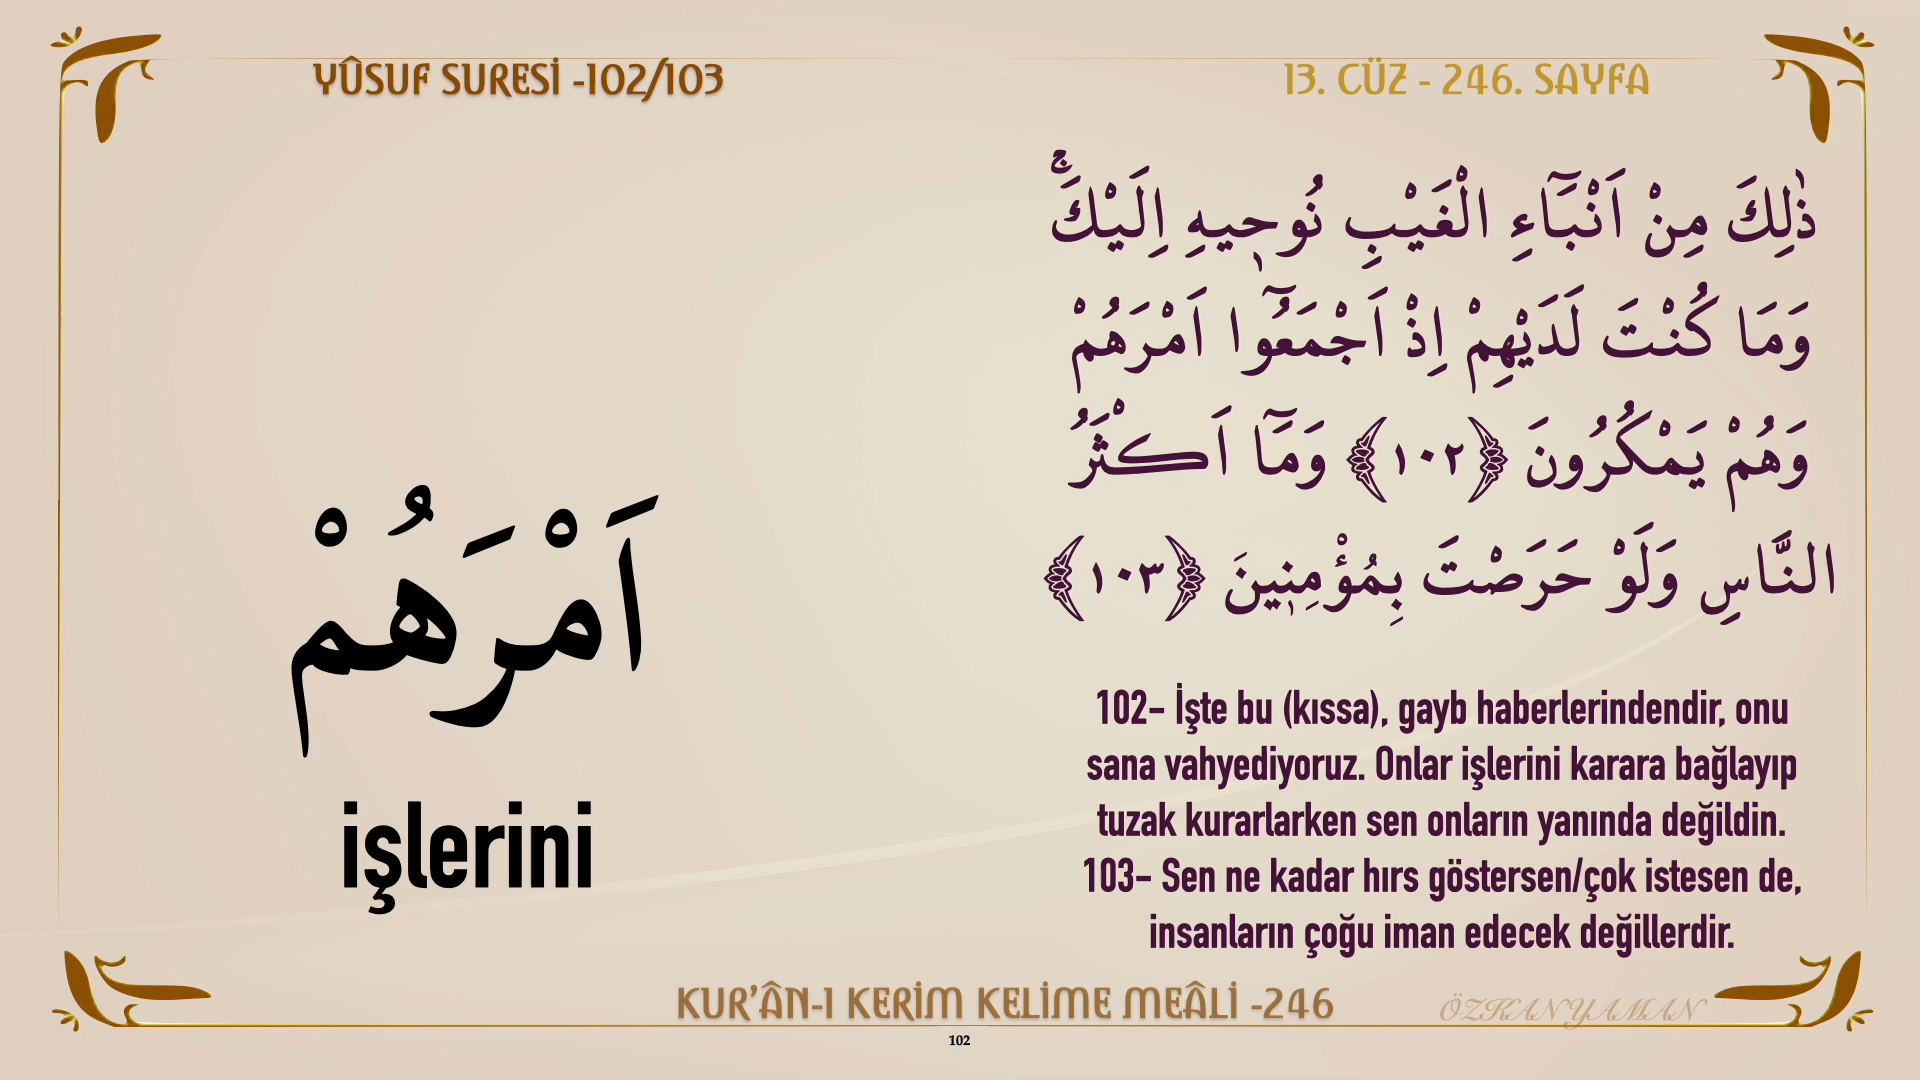 YÛSUF SURESİ -102/103
13. CÜZ - 246. SAYFA
ذٰلِكَ مِنْ اَنْبَٓاءِ الْغَيْبِ نُوح۪يهِ اِلَيْكَۚ
وَمَا كُنْتَ لَدَيْهِمْ اِذْ اَجْمَعُٓوا اَمْرَهُمْ
وَهُمْ يَمْكُرُونَ ﴿١٠٢﴾ وَمَٓا اَكْثَرُ
النَّاسِ وَلَوْ حَرَصْتَ بِمُؤْمِن۪ينَ ﴿١٠٣﴾
اَمْرَهُمْ
işlerini
102– İşte bu (kıssa), gayb haberlerindendir, onu
sana vahyediyoruz. Onlar işlerini karara bağlayıp
tuzak kurarlarken sen onların yanında değildin.
103– Sen ne kadar hırs göstersen/çok istesen de,
insanların çoğu iman edecek değillerdir.
KUR'ÂN-I KERİM KELİME MEÂLİ -246
ÖZKAN YAMAN
102